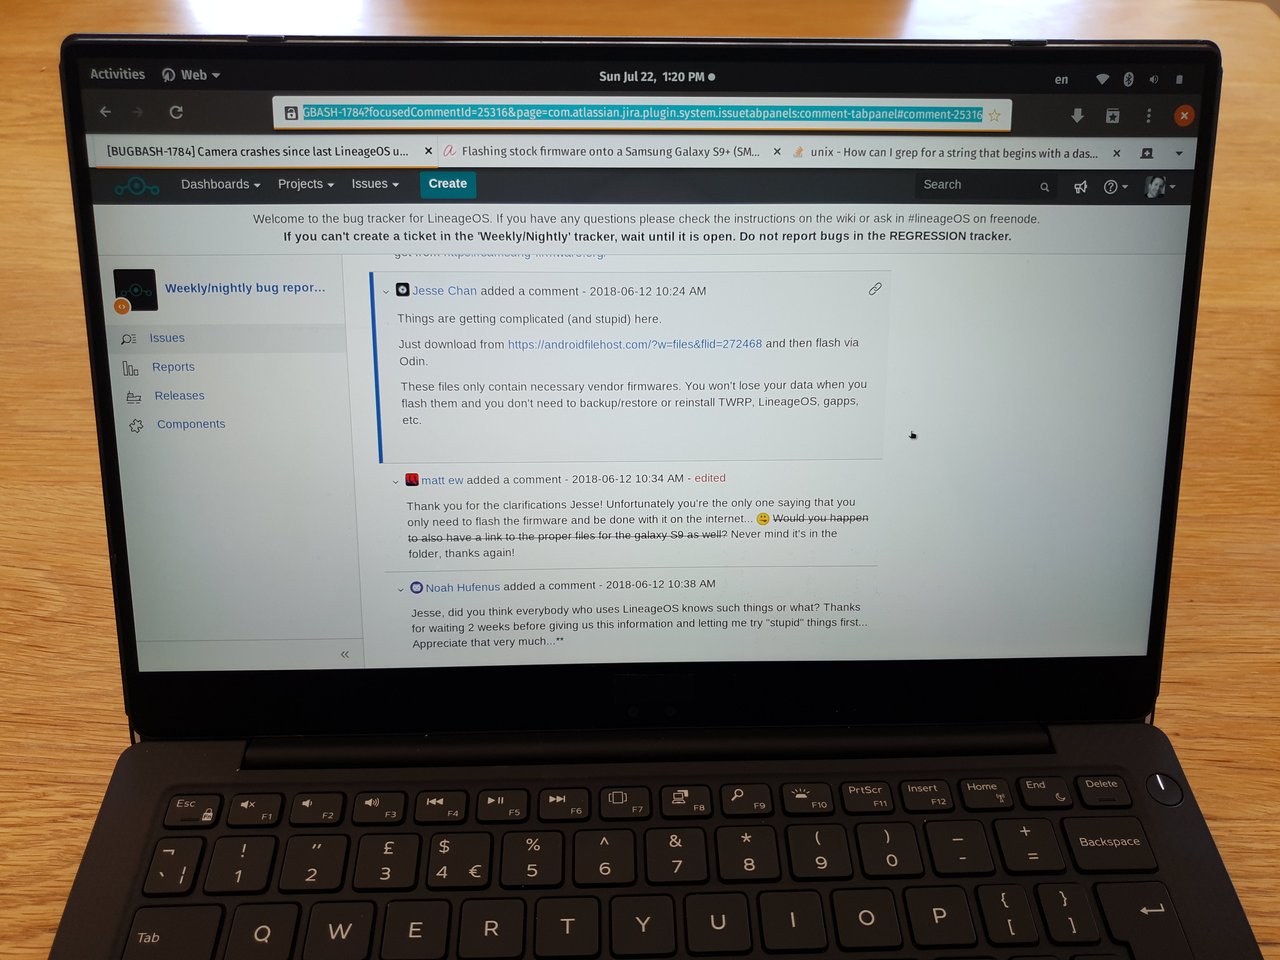 Activities Web Sun Jul 22, 1:20 PM en
GBASH-1784?focusedCommentId=25316&page=com.atlassian.jira.plugin.system.issuetabpanels:comment-tabpanel#comment-25316
[BUGBASH-1784] Camera crashes since last LineageOS u... Flashing stock firmware onto a Samsung Galaxy S9+ (SM... unix - How can I grep for a string that begins with a das...
Dashboards Projects Issues Create Search
Welcome to the bug tracker for LineageOS. If you have any questions please check the instructions on the wiki or ask in #lineageOS on freenode.
If you can't create a ticket in the 'Weekly/Nightly' tracker, wait until it is open. Do not report bugs in the REGRESSION tracker.
Weekly/nightly bug repor...
Issues
Reports
Releases
Components
«
Jesse Chan added a comment - 2018-06-12 10:24 AM
Things are getting complicated (and stupid) here.
Just download from https://androidfilehost.com/?w=files&flid=272468 and then flash via
Odin.
These files only contain necessary vendor firmwares. You won't lose your data when you
flash them and you don't need to backup/restore or reinstall TWRP, LineageOS, gapps,
etc.
matt ew added a comment - 2018-06-12 10:34 AM - edited
Thank you for the clarifications Jesse! Unfortunately you're the only one saying that you
only need to flash the firmware and be done with it on the internet... Would you happen
to also have a link to the proper files for the galaxy S9 as well? Never mind it's in the
folder, thanks again!
Noah Hufenus added a comment - 2018-06-12 10:38 AM
Jesse, did you think everybody who uses LineageOS knows such things or what? Thanks
for waiting 2 weeks before giving us this information and letting me try "stupid" things first...
Appreciate that very much...**
Esc F1 F2 F3 F4 F5 F6 F7 F8 F9 F10 PrtScr F11 Insert F12 Home End Delete
¬ ! " £ $ % ^ & * ( ) _ +
` ¦ 1 2 3 4 € 5 6 7 8 9 0 - = Backspace
Tab Q W E R T Y U I O P { [ } ]